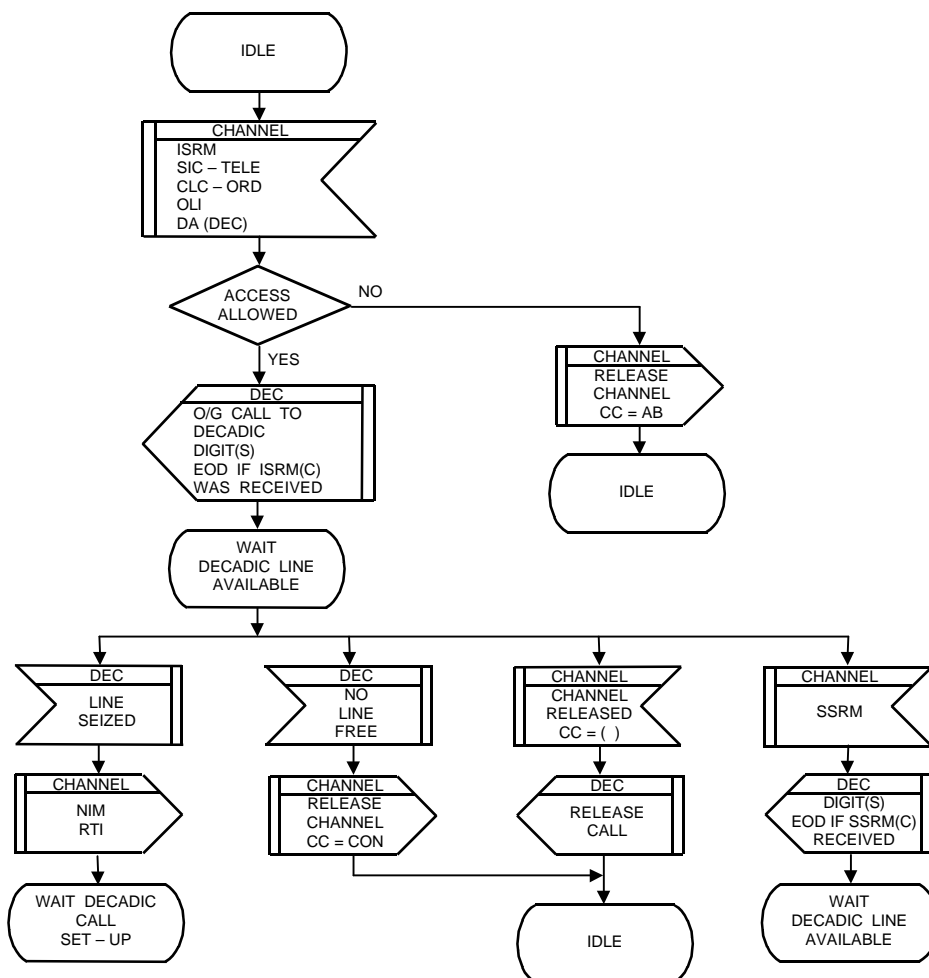 IDLE
CHANNEL
ISRM
SIC – TELE
CLC – ORD
OLI
DA (DEC)
ACCESS
ALLOWED
NO
YES
CHANNEL
RELEASE
CHANNEL
CC = AB
IDLE
DEC
O/G CALL TO
DECADIC
DIGIT(S)
EOD IF ISRM(C)
WAS RECEIVED
WAIT
DECADIC LINE
AVAILABLE
DEC
LINE
SEIZED
DEC
NO
LINE
FREE
CHANNEL
CHANNEL
RELEASED
CC = ( )
CHANNEL
SSRM
CHANNEL
NIM
RTI
CHANNEL
RELEASE
CHANNEL
CC = CON
DEC
RELEASE
CALL
DEC
DIGIT(S)
EOD IF SSRM(C)
RECEIVED
WAIT DECADIC
CALL
SET – UP
IDLE
WAIT
DECADIC LINE
AVAILABLE